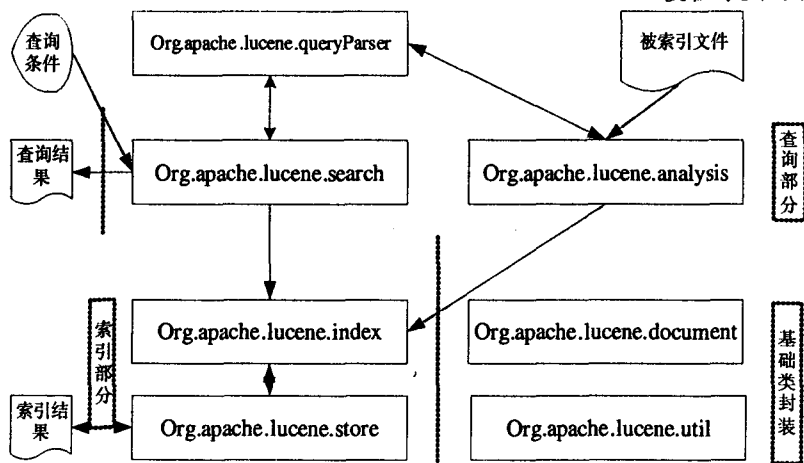 查询
条件
Org.apache.lucene.queryParser
被索引文件
查询结
果
Org.apache.lucene.search
Org.apache.lucene.analysis
查询部分
索引部分
Org.apache.lucene.index
Org.apache.lucene.document
基础类封装
索引结
果
Org.apache.lucene.store
Org.apache.lucene.util